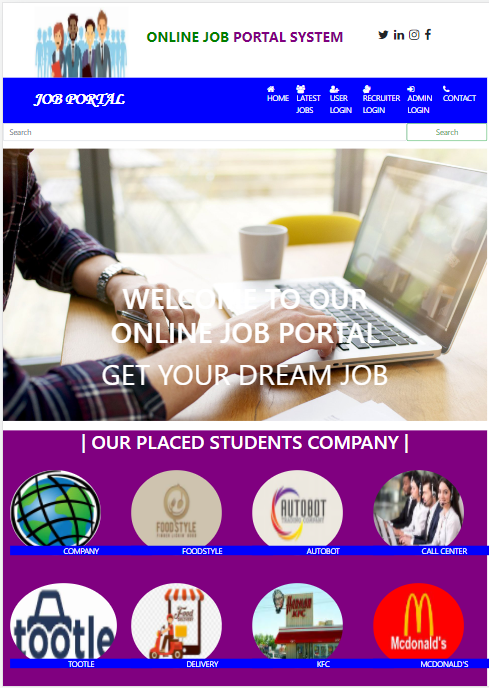 ONLINE JOB PORTAL SYSTEM
JOB PORTAL
HOME
LATEST
JOBS
USER
LOGIN
RECRUITER
LOGIN
ADMIN
LOGIN
CONTACT
Search
Search
WELCOME TO OUR
ONLINE JOB PORTAL
GET YOUR DREAM JOB
| OUR PLACED STUDENTS COMPANY |
FOODSTYLE
AUTOBOT
COMPANY
FOODSTYLE
AUTOBOT
CALL CENTER
tootle
Food
DELIVERY
KFC
McDonald's
TOOTLE
DELIVERY
KFC
MCDONALD'S